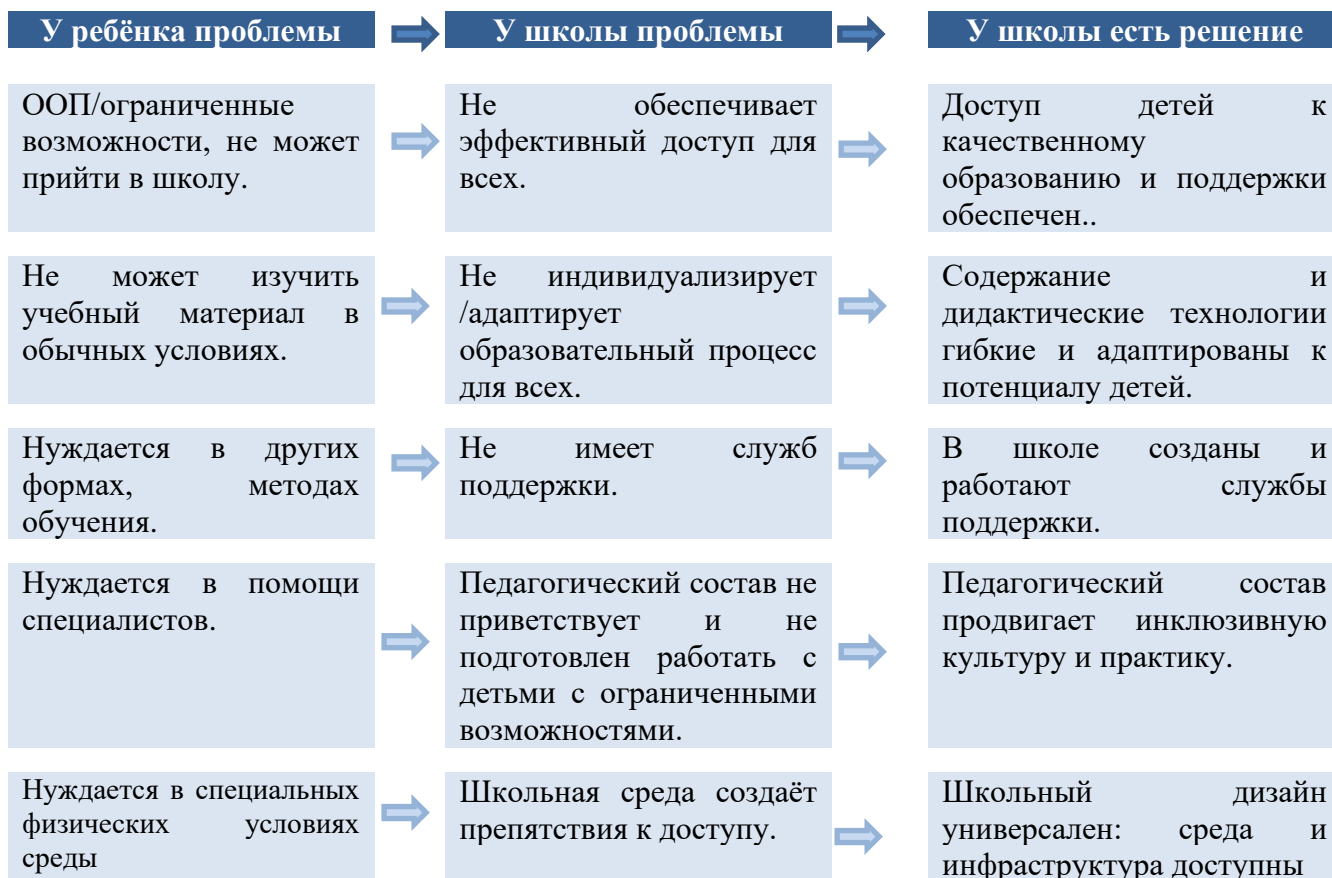 У ребёнка проблемы
У школы проблемы
У школы есть решение
ООП/ограниченные
возможности, не может
прийти в школу.
Не обеспечивает
эффективный доступ для
всех.
Доступ детей к
качественному
образованию и поддержки
обеспечен..
Не может изучить
учебный материал в
обычных условиях.
Не индивидуализирует
/адаптирует
образовательный процесс
для всех.
Содержание и
дидактические технологии
гибкие и адаптированы к
потенциалу детей.
Нуждается в других
формах, методах
обучения.
Не имеет служб
поддержки.
В школе созданы и
работают службы
поддержки.
Нуждается в помощи
специалистов.
Педагогический состав не
приветствует и не
подготовлен работать с
детьми с ограниченными
возможностями.
Педагогический состав
продвигает инклюзивную
культуру и практику.
Нуждается в специальных
физических условиях
среды
Школьная среда создаёт
препятствия к доступу.
Школьный дизайн
универсален: среда и
инфраструктура доступны